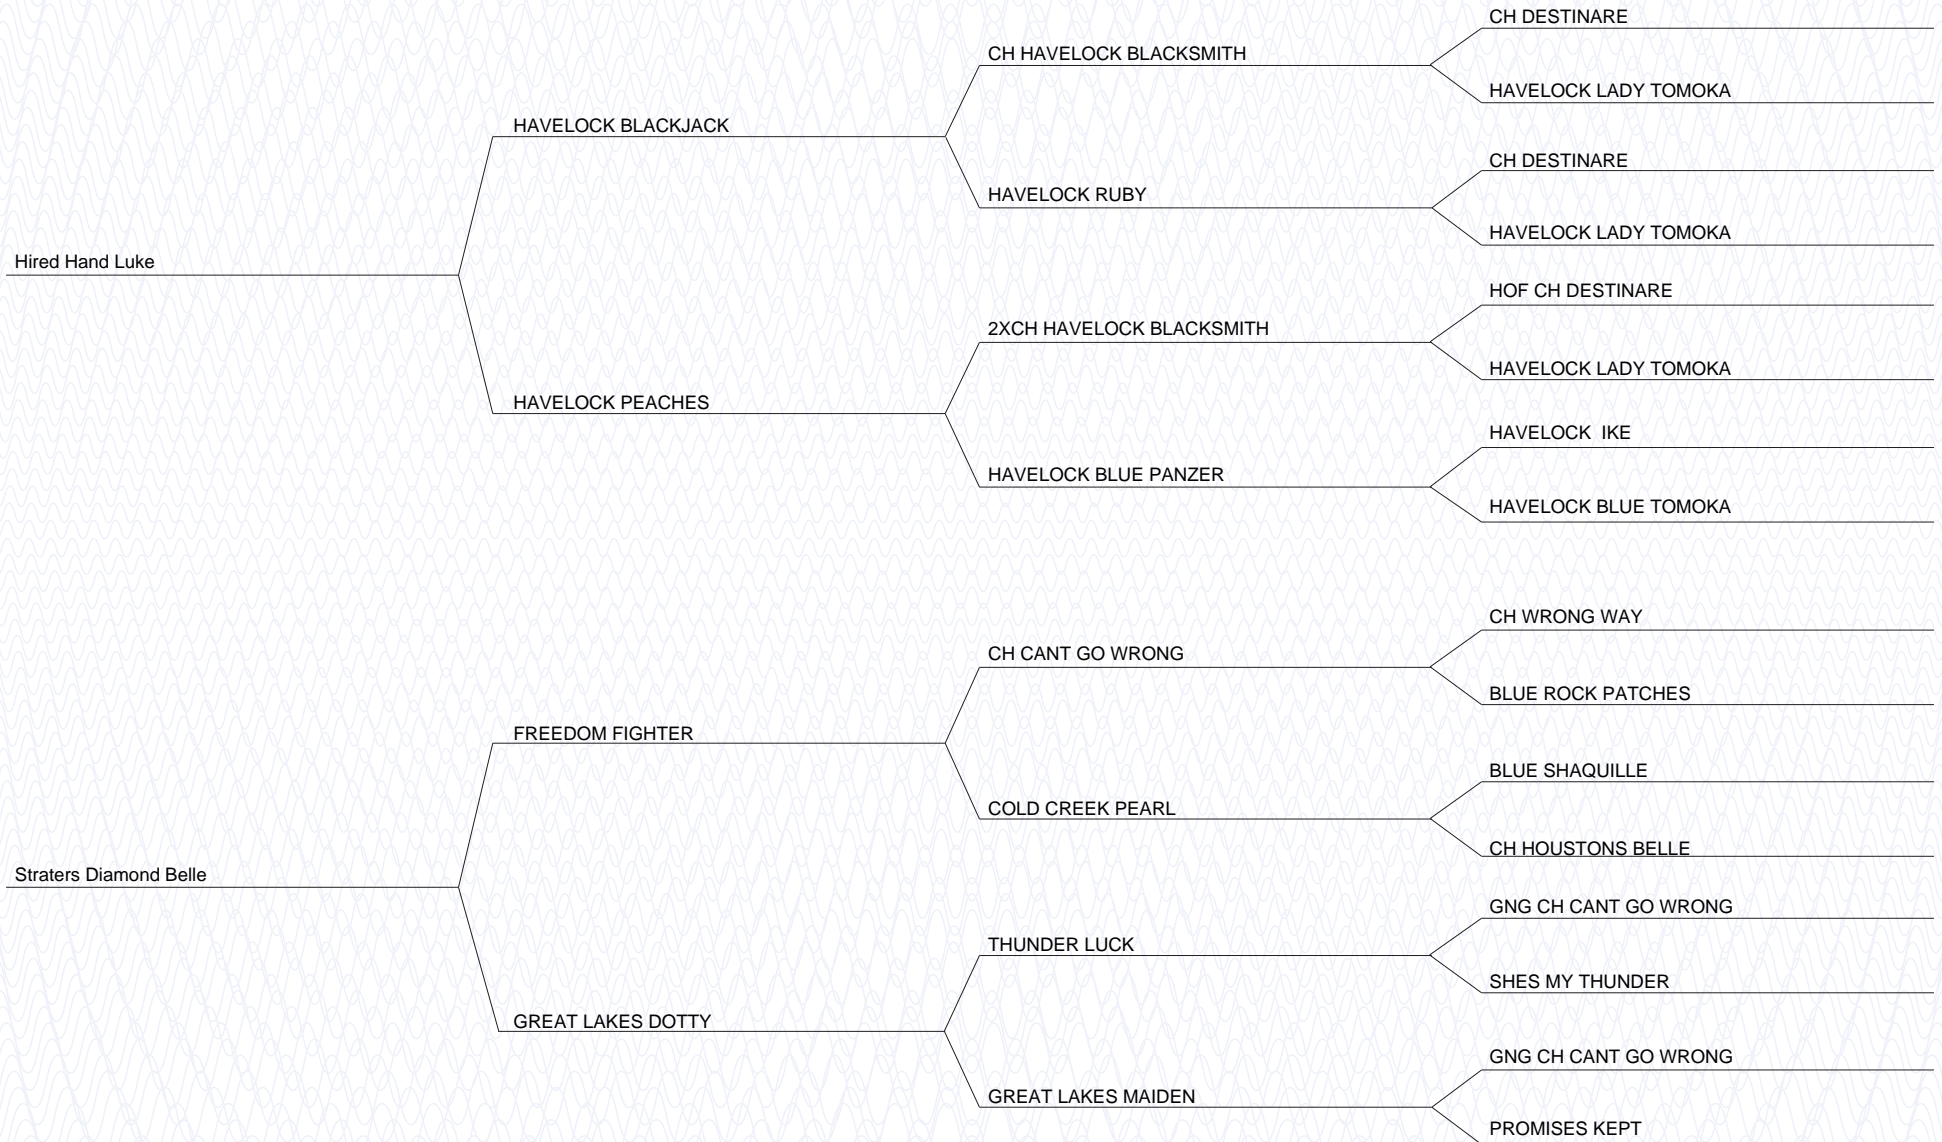 CH DESTINARE
CH HAVELOCK BLACKSMITH
HAVELOCK LADY TOMOKA
HAVELOCK BLACKJACK
CH DESTINARE
HAVELOCK RUBY
HAVELOCK LADY TOMOKA
Hired Hand Luke
HOF CH DESTINARE
2XCH HAVELOCK BLACKSMITH
HAVELOCK LADY TOMOKA
HAVELOCK PEACHES
HAVELOCK  IKE
HAVELOCK BLUE PANZER
HAVELOCK BLUE TOMOKA
CH WRONG WAY
CH CANT GO WRONG
BLUE ROCK PATCHES
FREEDOM FIGHTER
BLUE SHAQUILLE
COLD CREEK PEARL
CH HOUSTONS BELLE
Straters Diamond Belle
GNG CH CANT GO WRONG
THUNDER LUCK
SHES MY THUNDER
GREAT LAKES DOTTY
GNG CH CANT GO WRONG
GREAT LAKES MAIDEN
PROMISES KEPT